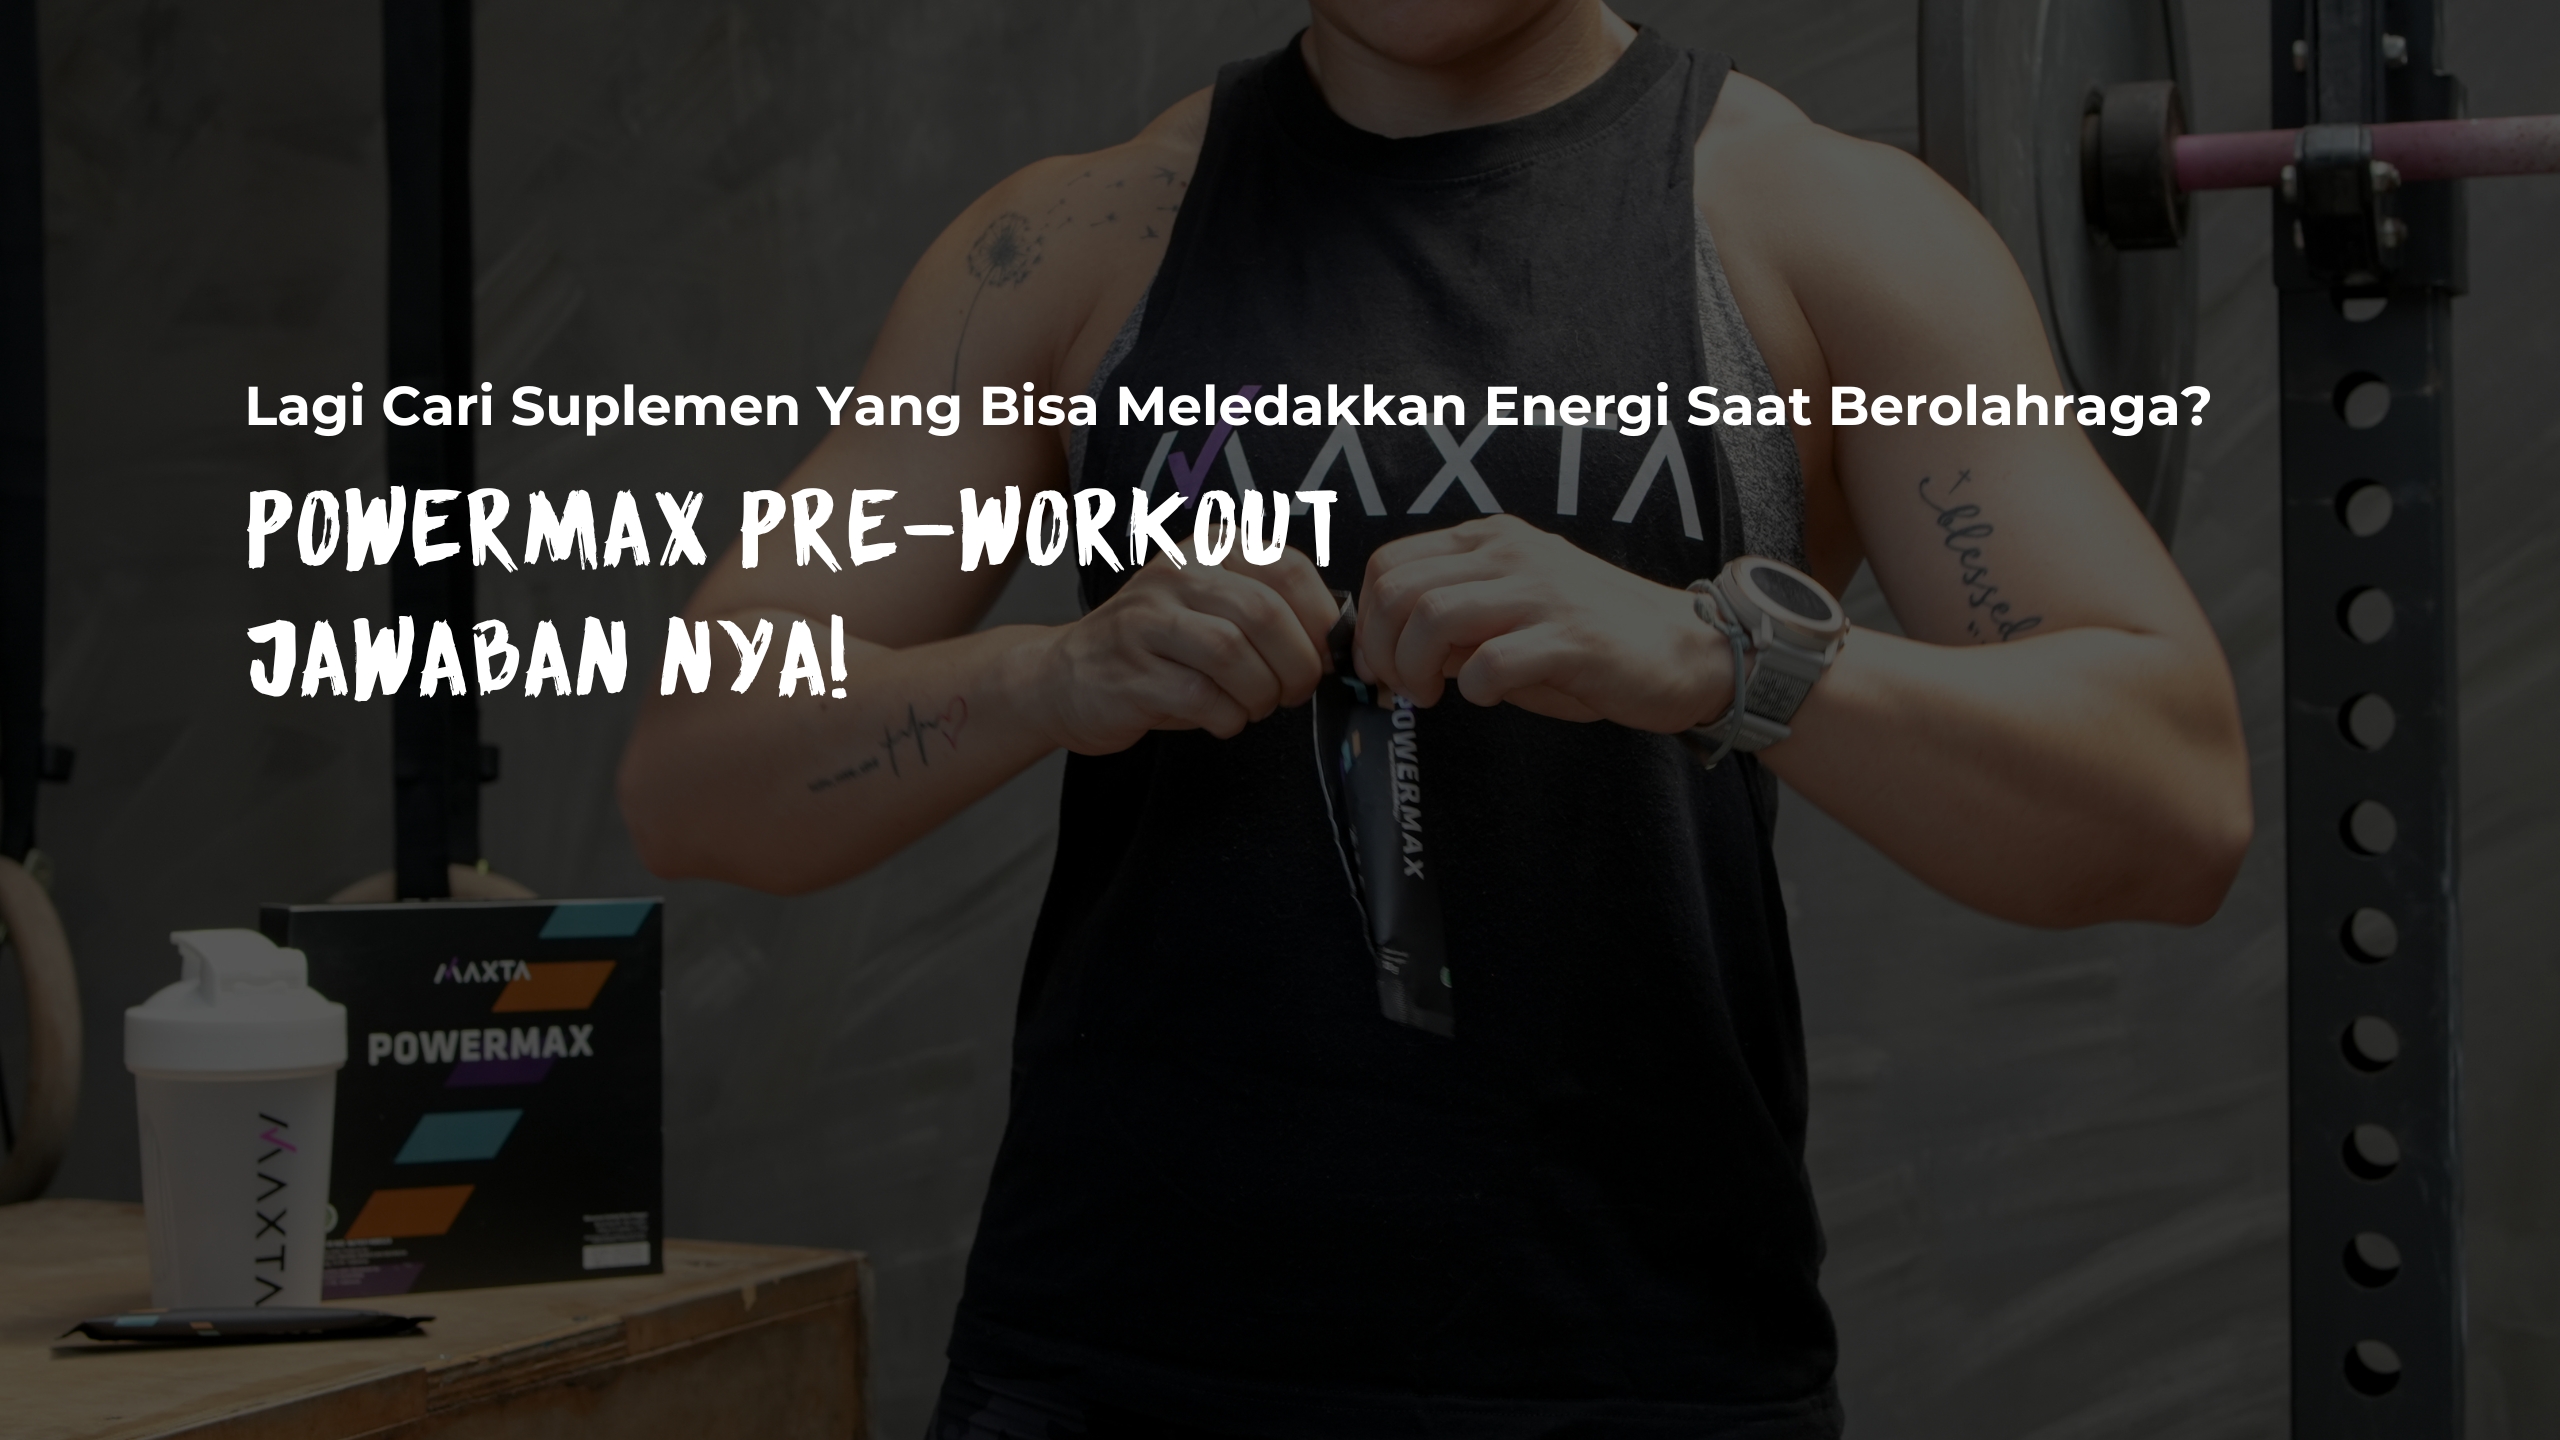 Lagi Cari Suplemen Yang Bisa Meledakkan Energi Saat Berolahraga?
POWERMAX PRE-WORKOUT
JAWABAN NYA!
MAXTA
blessed
POWERMAX
MAXTA
POWERMAX
MAXTA